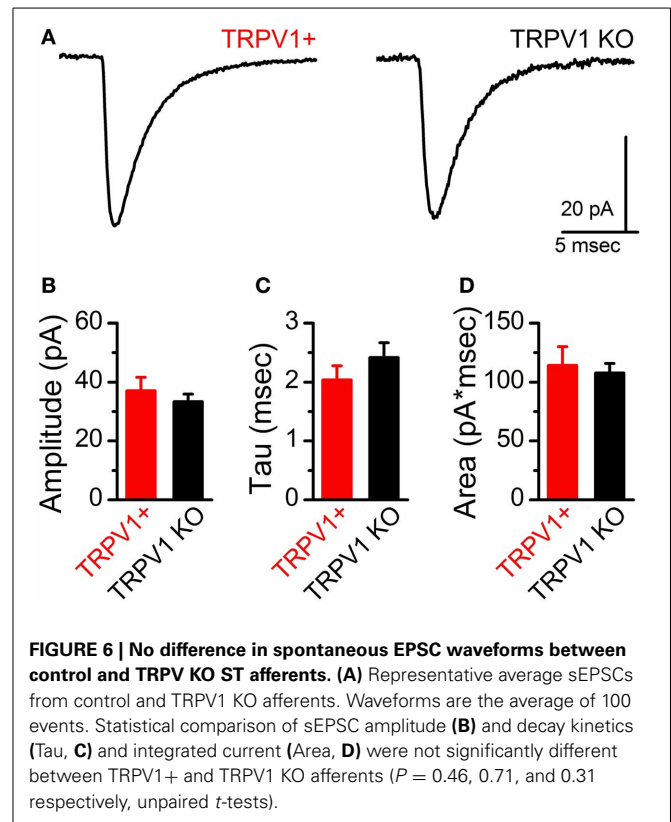 A
TRPV1+
TRPV1 KO
20 pA
5 msec
B
C
D
Amplitude (pA)
60
40
20
0
TRPV1+
TRPV1 KO
Tau (msec)
3
2
1
0
TRPV1+
TRPV1 KO
Area (pA*msec)
150
100
50
0
TRPV1+
TRPV1 KO
FIGURE 6 | No difference in spontaneous EPSC waveforms between
control and TRPV KO ST afferents. (A) Representative average sEPSCs
from control and TRPV1 KO afferents. Waveforms are the average of 100
events. Statistical comparison of sEPSC amplitude (B) and decay kinetics
(Tau, C) and integrated current (Area, D) were not significantly different
between TRPV1+ and TRPV1 KO afferents (P = 0.46, 0.71, and 0.31
respectively, unpaired t-tests).